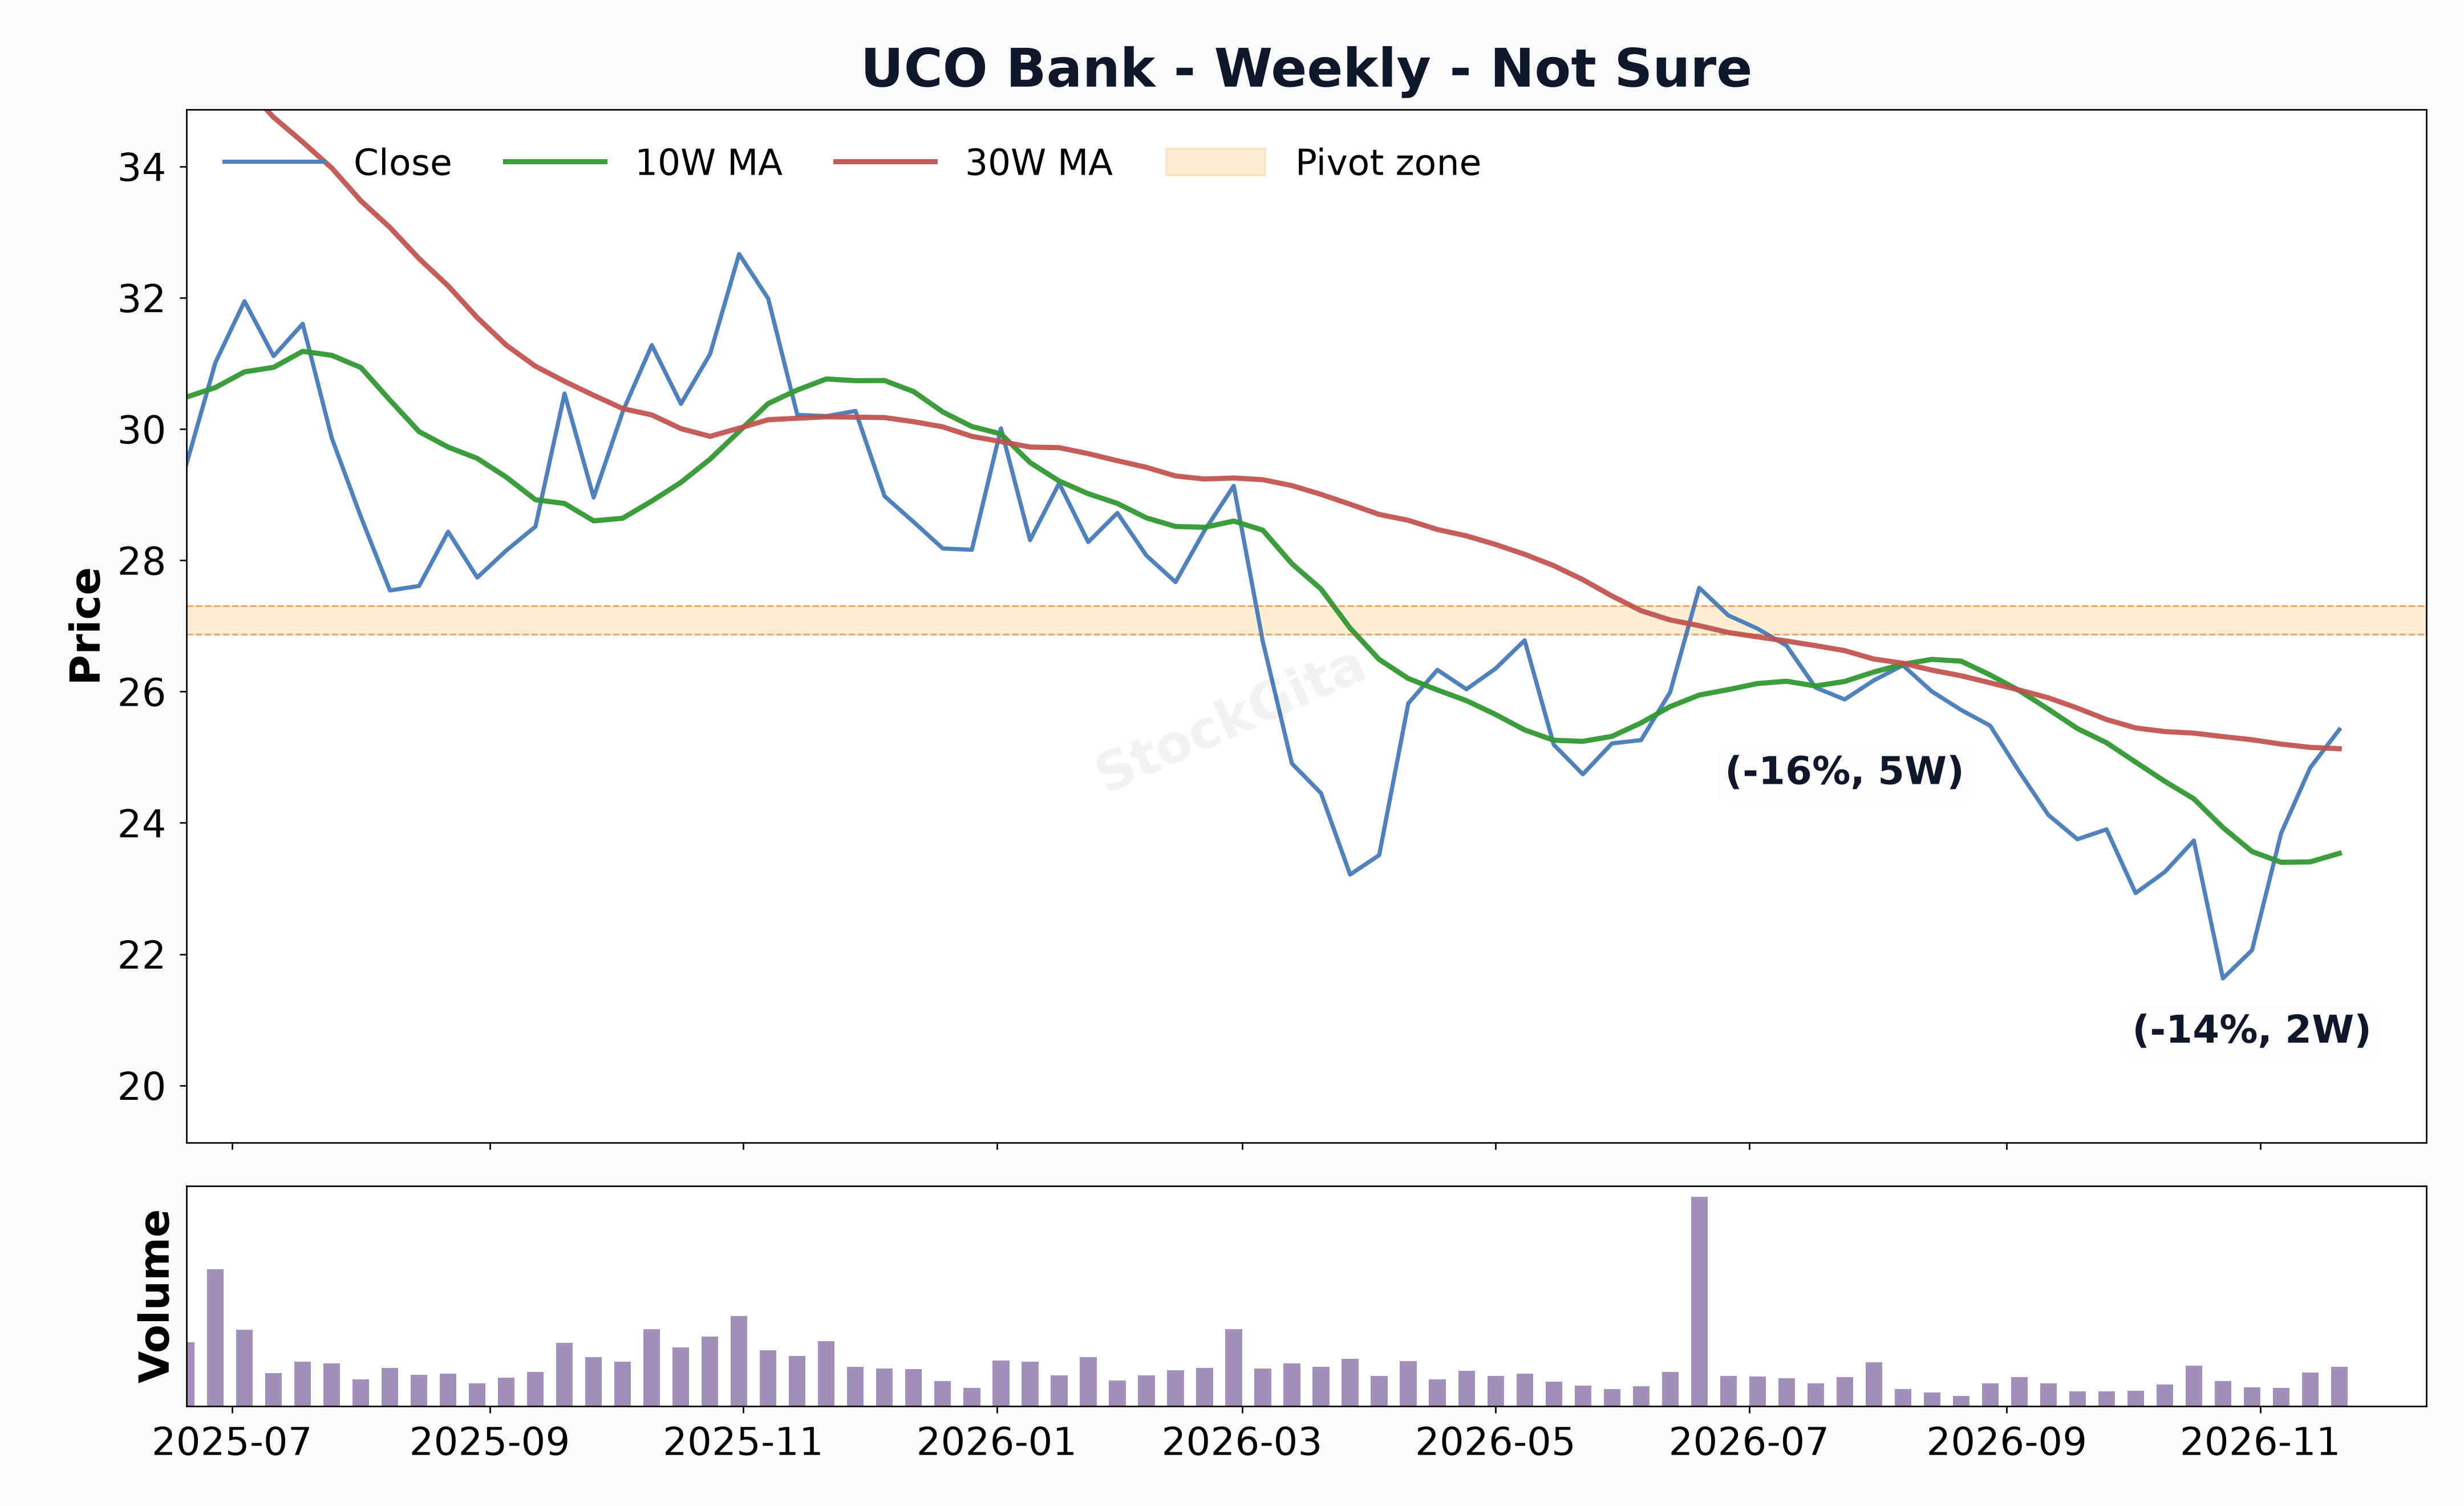 UCO Bank - Weekly - Not Sure
Close 10W MA 30W MA Pivot zone
34
32
30
28
26
24
22
20
Price
StockGita
(-16%, 5W)
(-14%, 2W)
Volume
2025-07 2025-09 2025-11 2026-01 2026-03 2026-05 2026-07 2026-09 2026-11